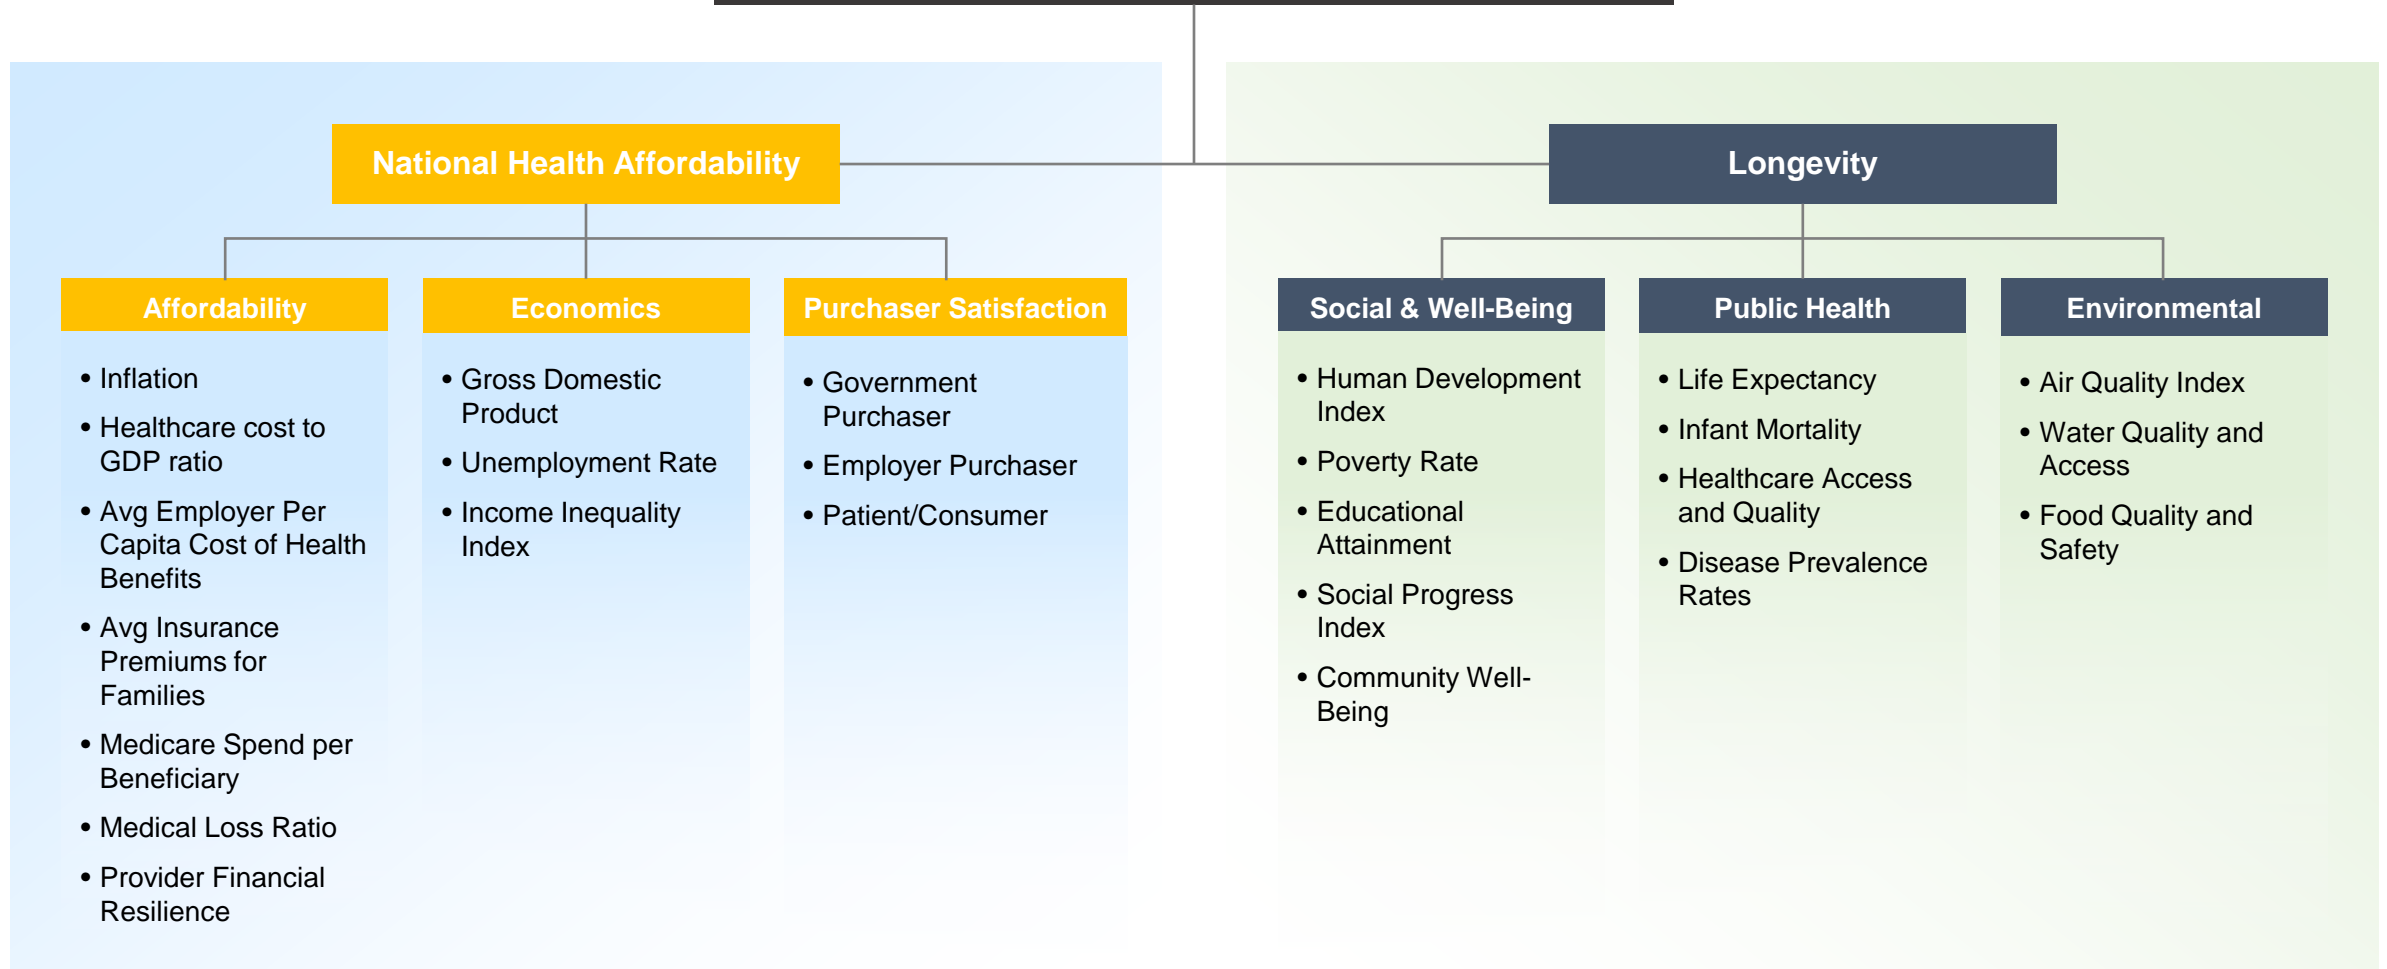 National Health Affordability
Affordability
• Inflation
• Healthcare cost to
GDP ratio
• Avg Employer Per
Capita Cost of Health
Benefits
• Avg Insurance
Premiums for
Families
• Medicare Spend per
Beneficiary
• Medical Loss Ratio
• Provider Financial
Resilience
Economics
• Gross Domestic
Product
• Unemployment Rate
• Income Inequality
Index
Purchaser Satisfaction
• Government
Purchaser
• Employer Purchaser
• Patient/Consumer
Longevity
Social & Well-Being
• Human Development
Index
• Poverty Rate
• Educational
Attainment
• Social Progress
Index
• Community Well-
Being
Public Health
• Life Expectancy
• Infant Mortality
• Healthcare Access
and Quality
• Disease Prevalence
Rates
Environmental
• Air Quality Index
• Water Quality and
Access
• Food Quality and
Safety